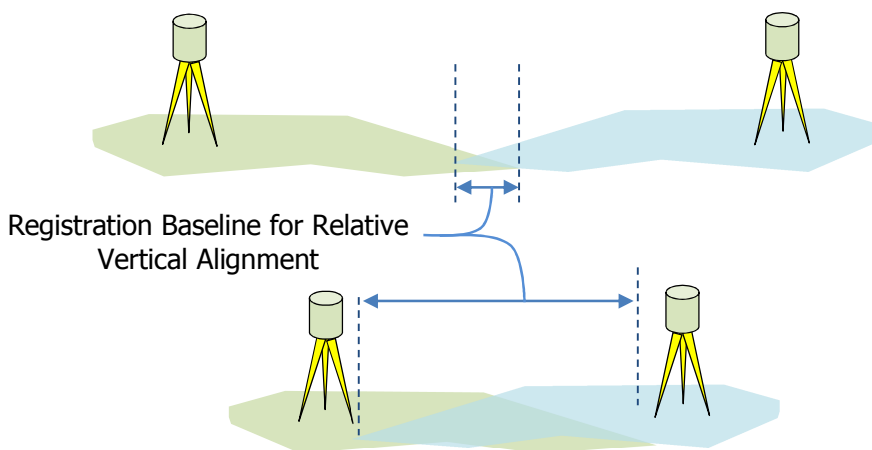 Registration Baseline for Relative
Vertical Alignment